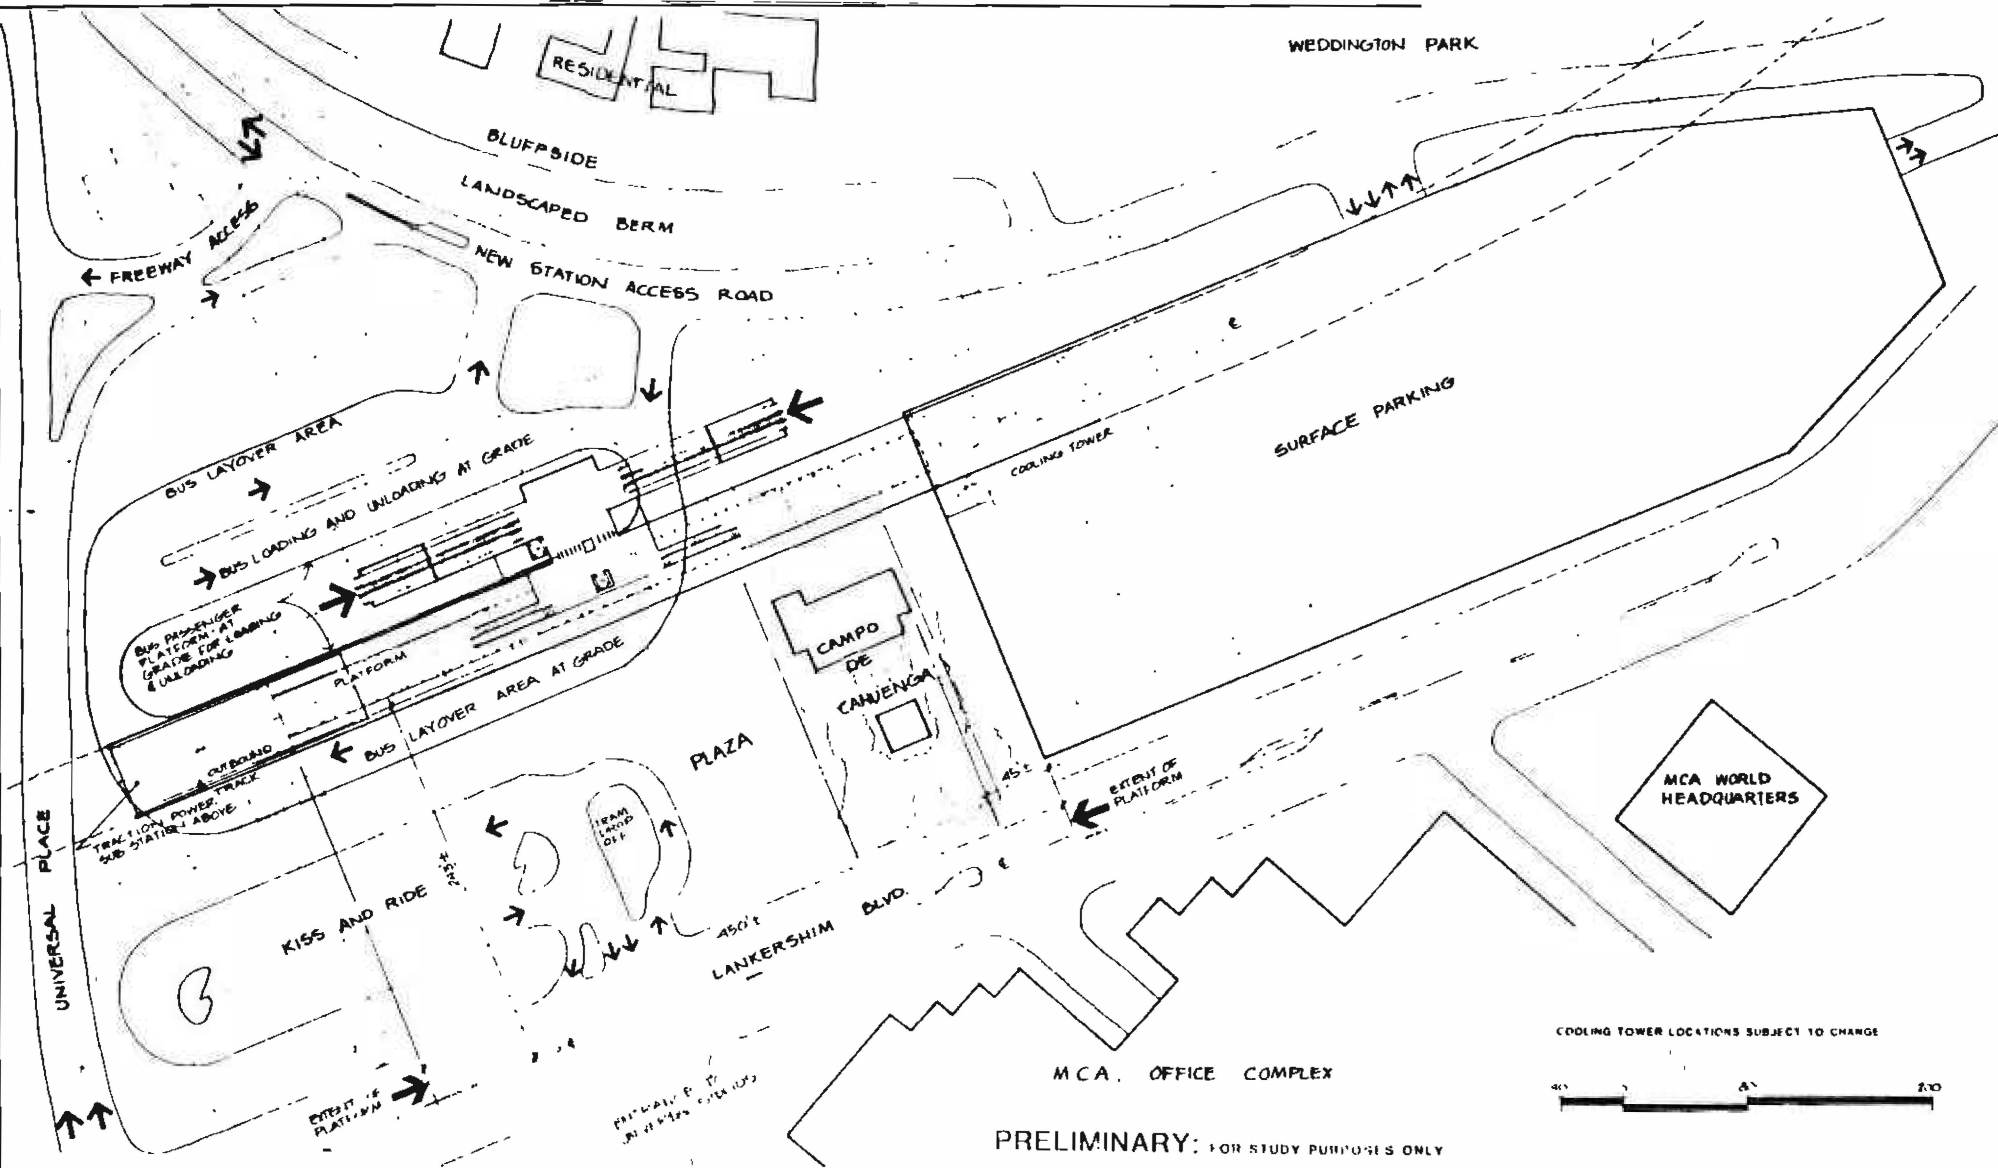 WEDDINGTON PARK
RESIDENTIAL
BLUFFSIDE
LANDSCAPED BERM
NEW STATION ACCESS ROAD
← FREEWAY ACCESS
BUS LAYOVER AREA
BUS LOADING AND UNLOADING AT GRADE
BUS PASSENGER
PLATFORM AT
GRADE FOR LOADING
& UNLOADING
PLATFORM
OUTBOUND
TRACK
TRACTION POWER
SUB STATION ABOVE
BUS LAYOVER AREA AT GRADE
COOLING TOWER
SURFACE PARKING
CAMPO
DE
CAHUENGA
PLAZA
TRAM
DROP
OFF
KISS AND RIDE
UNIVERSAL PLACE
450'±
45'±
EXTENT OF
PLATFORM
LANKERSHIM BLVD.
EXTENT OF
PLATFORM
MCA WORLD
HEADQUARTERS
MCA. OFFICE COMPLEX
COOLING TOWER LOCATIONS SUBJECT TO CHANGE
PRELIMINARY: FOR STUDY PURPOSES ONLY